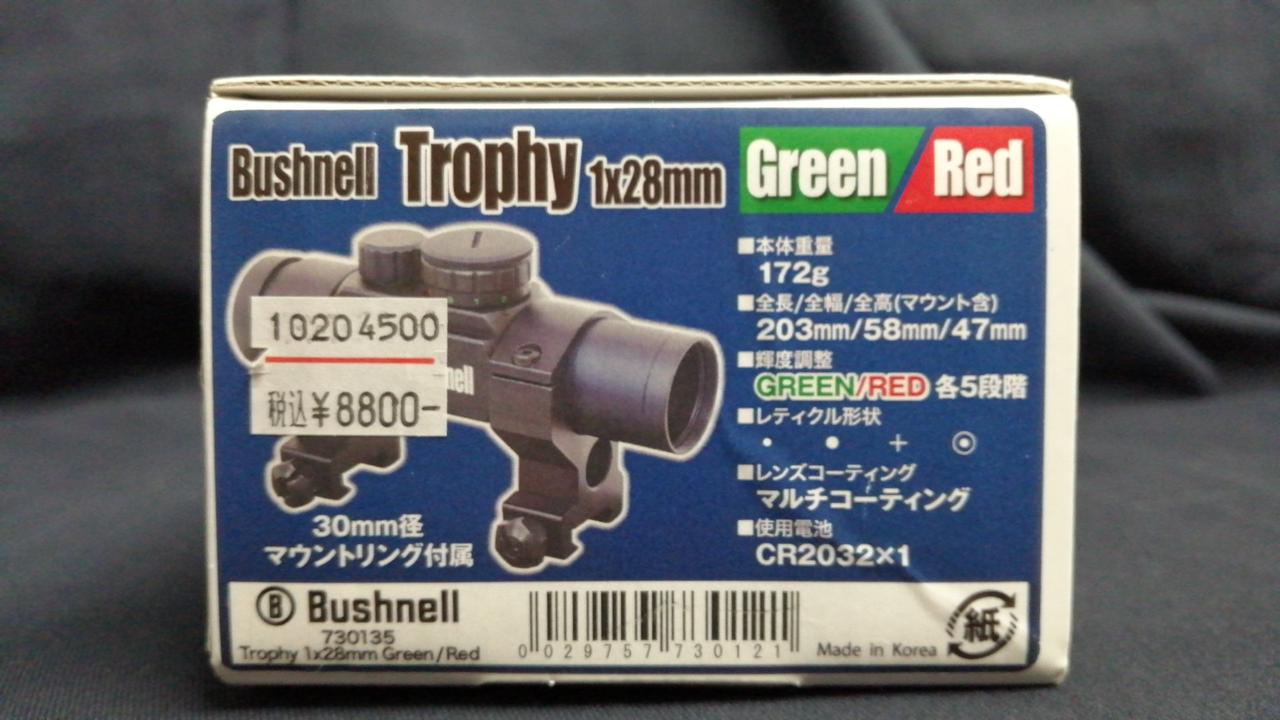 Bushnell Trophy 1x28mm Green/Red
■本体重量
172g
■全長/全幅/全高(マウント含)
203mm/58mm/47mm
■輝度調整
GREEN/RED 各5段階
■レティクル形状
■レンズコーティング
マルチコーティング
■使用電池
CR2032×1
10204500
税込¥8800-
nell
30mm径
マウントリング付属
B Bushnell
730135
Trophy 1x28mm Green/Red
0 029757 730121
Made in Korea
紙